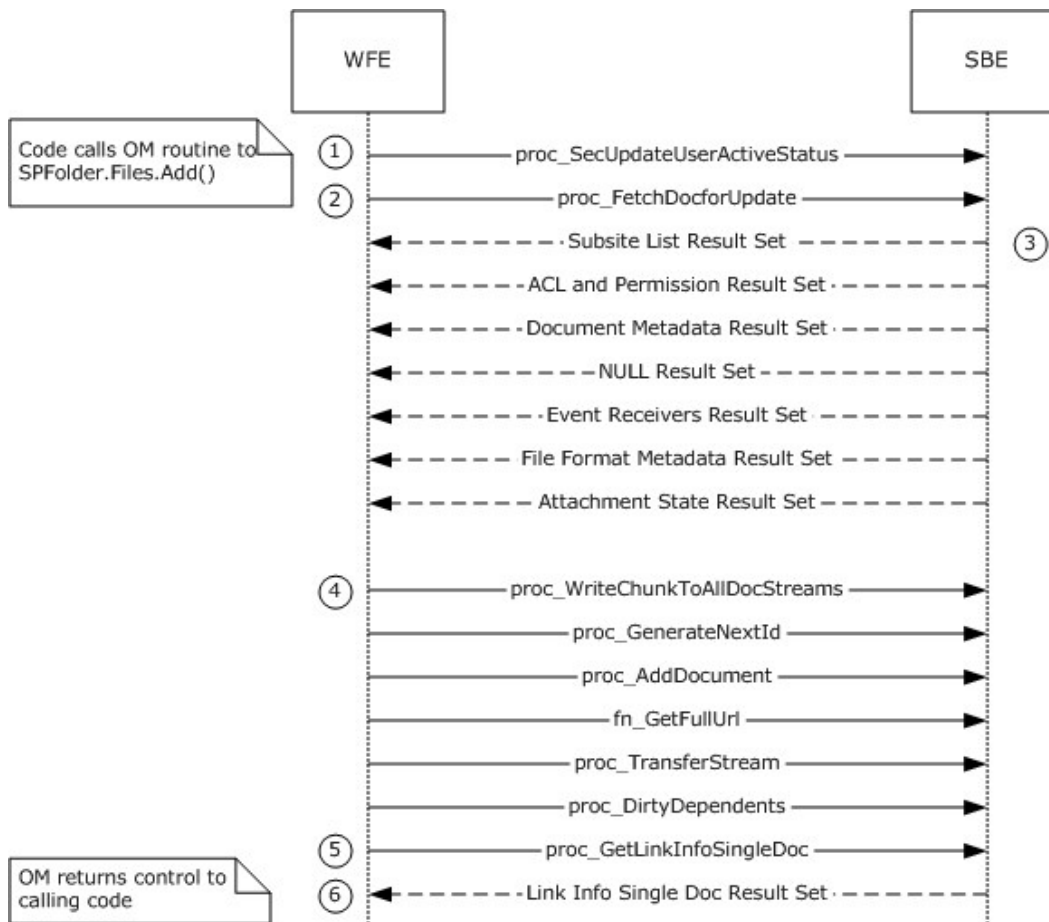 WFE
SBE
Code calls OM routine to
SPFolder.Files.Add()
1
proc_SecUpdateUserActiveStatus
2
proc_FetchDocforUpdate
Subsite List Result Set
3
ACL and Permission Result Set
Document Metadata Result Set
NULL Result Set
Event Receivers Result Set
File Format Metadata Result Set
Attachment State Result Set
4
proc_WriteChunkToAllDocStreams
proc_GenerateNextId
proc_AddDocument
fn_GetFullUrl
proc_TransferStream
proc_DirtyDependents
5
proc_GetLinkInfoSingleDoc
OM returns control to
calling code
6
Link Info Single Doc Result Set